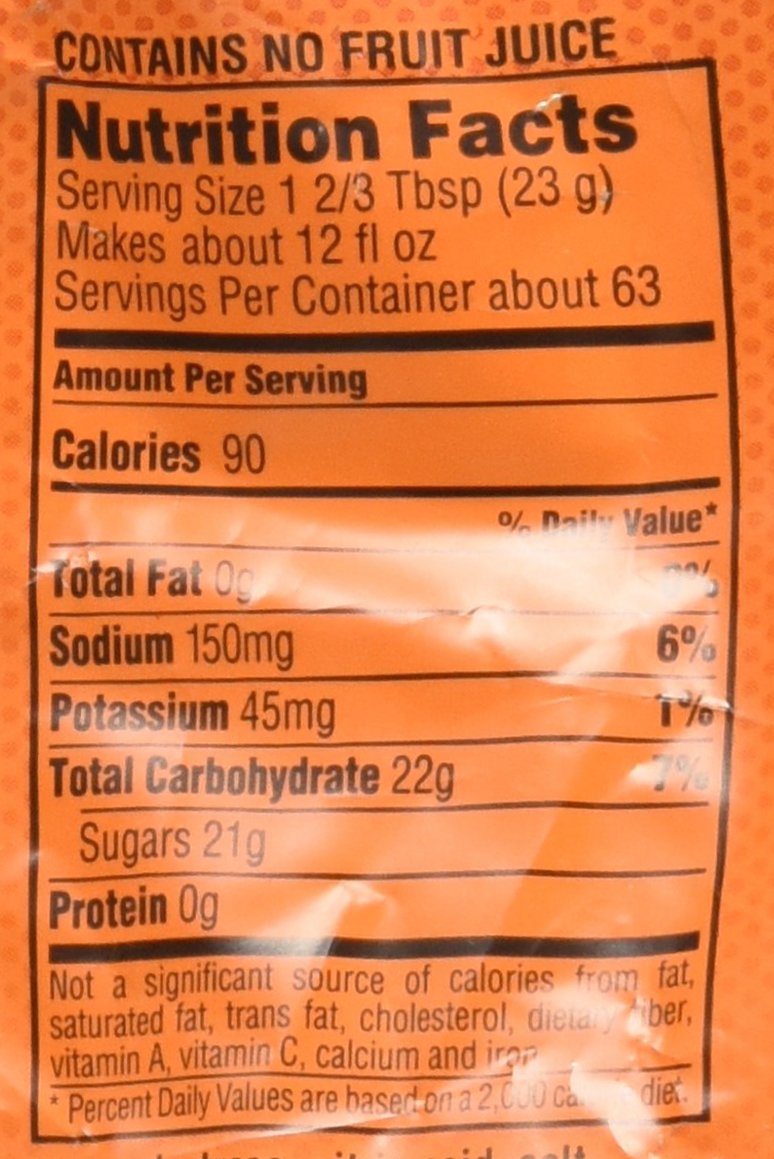 CONTAINS NO FRUIT JUICE
Nutrition Facts
Serving Size 1 2/3 Tbsp (23 g)
Makes about 12 fl oz
Servings Per Container about 63
Amount Per Serving
Calories 90
% Daily Value*
Total Fat 0g 0%
Sodium 150mg 6%
Potassium 45mg 1%
Total Carbohydrate 22g 7%
Sugars 21g
Protein 0g
Not a significant source of calories from fat,
saturated fat, trans fat, cholesterol, dietary fiber,
vitamin A, vitamin C, calcium and iron
* Percent Daily Values are based on a 2,000 diet.